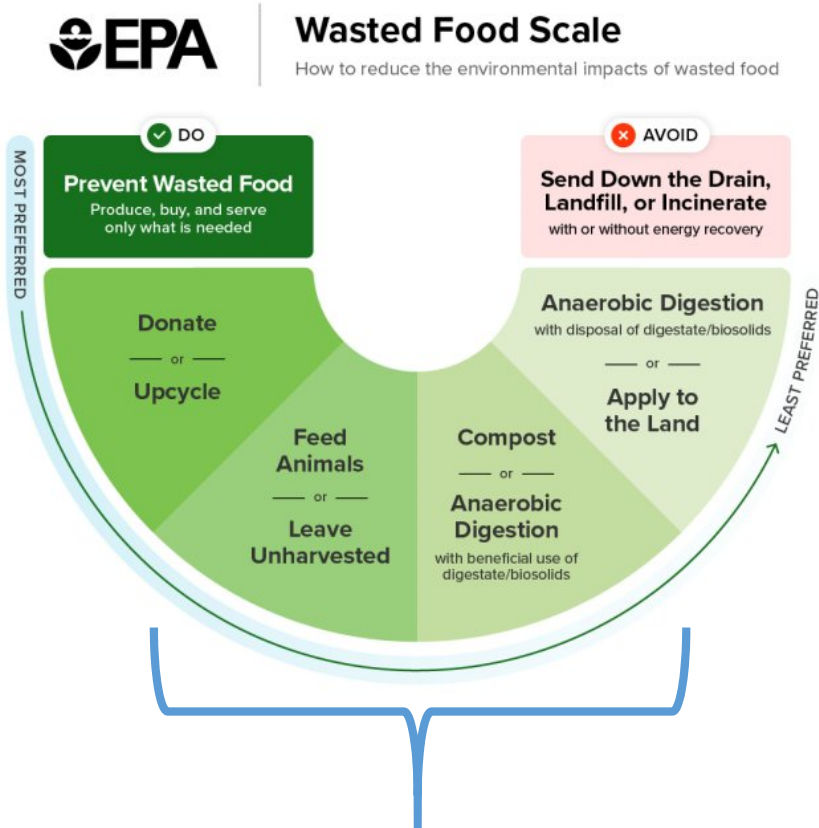 EPA
Wasted Food Scale
How to reduce the environmental impacts of wasted food
DO
AVOID
MOST PREFERRED
Prevent Wasted Food
Produce, buy, and serve
only what is needed
Send Down the Drain,
Landfill, or Incinerate
with or without energy recovery
Donate
or
Upcycle
Feed
Animals
or
Leave
Unharvested
Compost
or
Anaerobic
Digestion
with beneficial use of
digestate/biosolids
Anaerobic Digestion
with disposal of digestate/biosolids
or
Apply to
the Land
LEAST PREFERRED